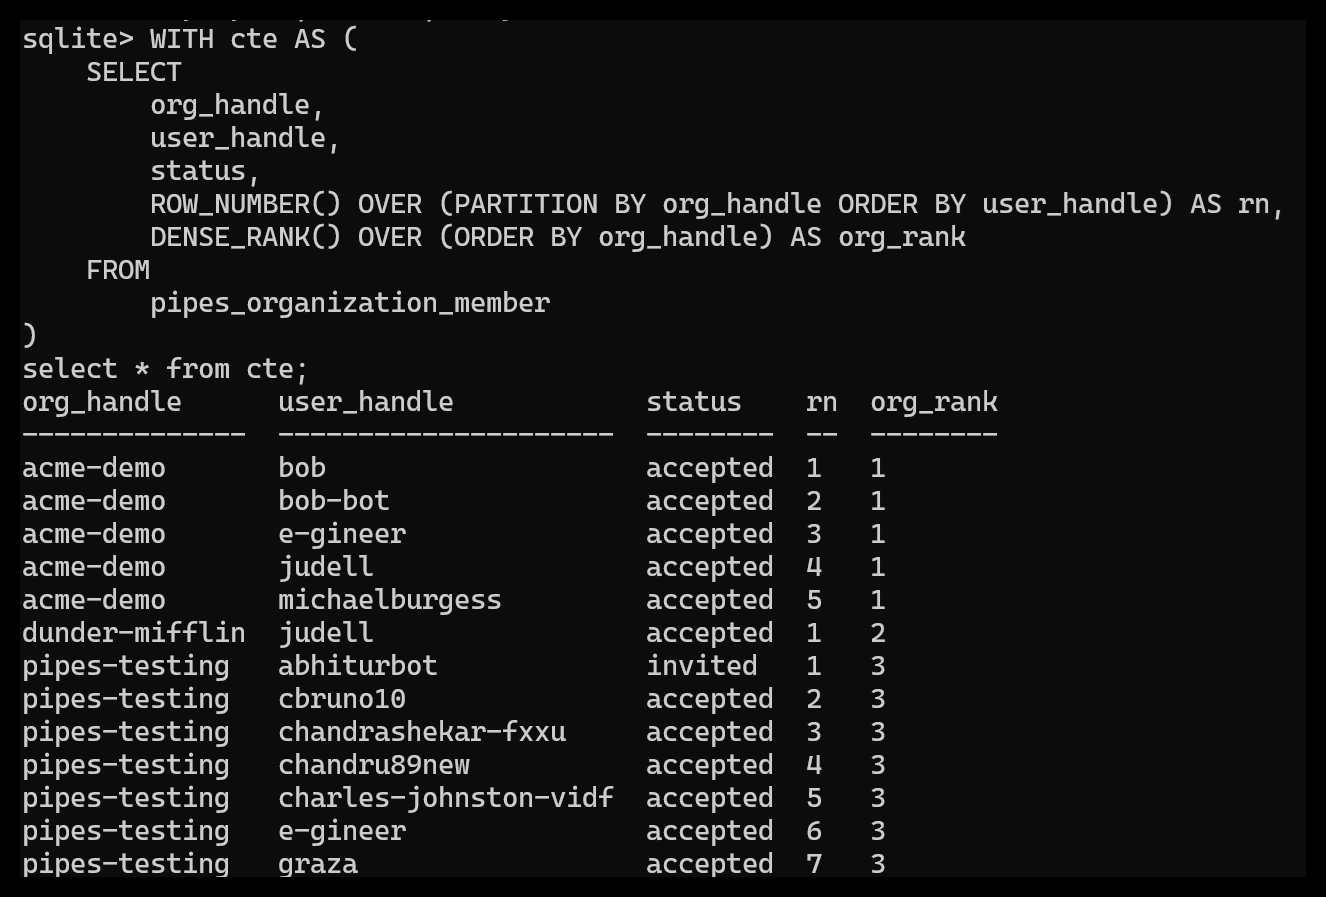 sqlite> WITH cte AS (
    SELECT
        org_handle,
        user_handle,
        status,
        ROW_NUMBER() OVER (PARTITION BY org_handle ORDER BY user_handle) AS rn,
        DENSE_RANK() OVER (ORDER BY org_handle) AS org_rank
    FROM
        pipes_organization_member
)
select * from cte;
org_handle      user_handle            status    rn  org_rank
--------------  ---------------------  --------  --  --------
acme-demo       bob                    accepted  1   1
acme-demo       bob-bot                accepted  2   1
acme-demo       e-gineer               accepted  3   1
acme-demo       judell                 accepted  4   1
acme-demo       michaelburgess         accepted  5   1
dunder-mifflin  judell                 accepted  1   2
pipes-testing   abhiturbot             invited   1   3
pipes-testing   cbruno10               accepted  2   3
pipes-testing   chandrashekar-fxxu     accepted  3   3
pipes-testing   chandru89new           accepted  4   3
pipes-testing   charles-johnston-vidf  accepted  5   3
pipes-testing   e-gineer               accepted  6   3
pipes-testing   graza                  accepted  7   3